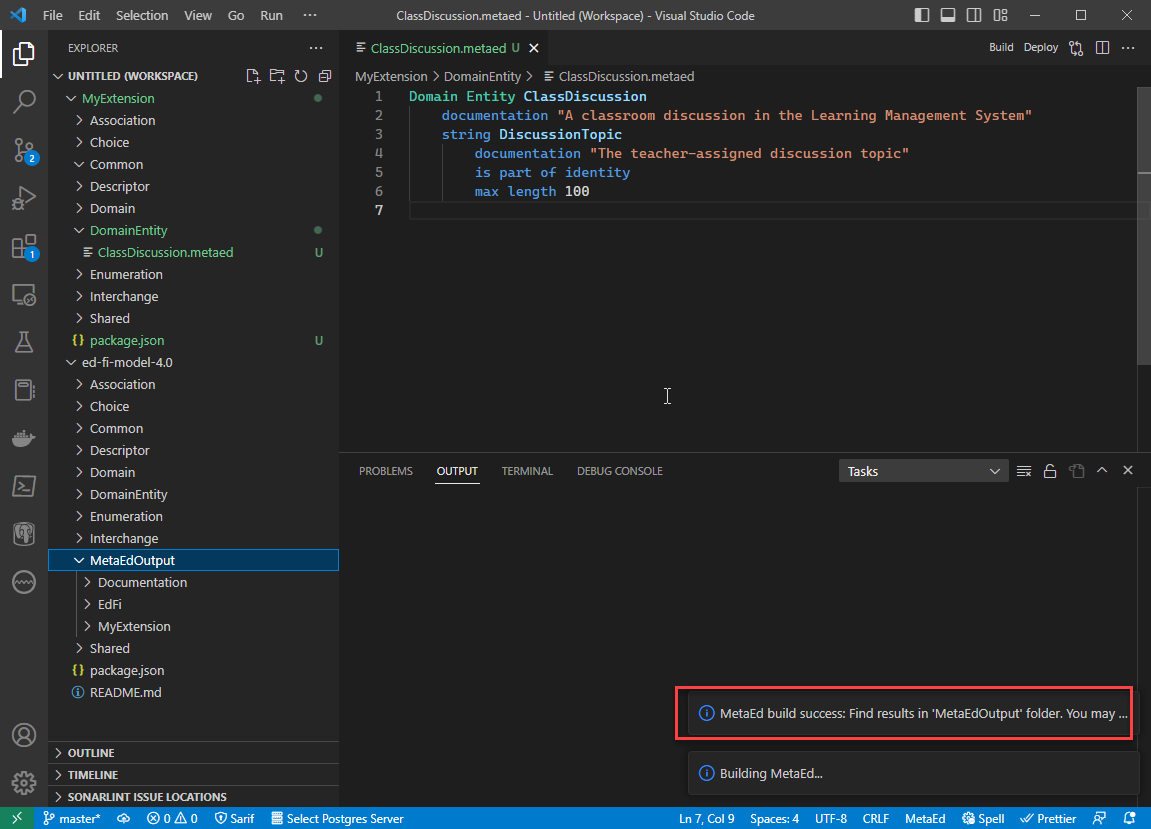 File Edit Selection View Go Run ··· ClassDiscussion.metaed - Untitled (Workspace) - Visual Studio Code
EXPLORER ···
UNTITLED (WORKSPACE)
MyExtension
Association
Choice
Common
Descriptor
Domain
DomainEntity
ClassDiscussion.metaed U
Enumeration
Interchange
Shared
{} package.json U
ed-fi-model-4.0
Association
Choice
Common
Descriptor
Domain
DomainEntity
Enumeration
Interchange
MetaEdOutput
Documentation
EdFi
MyExtension
Shared
{} package.json
README.md
OUTLINE
TIMELINE
SONARLINT ISSUE LOCATIONS
2
1
ClassDiscussion.metaed U
Build Deploy ···
MyExtension > DomainEntity > ClassDiscussion.metaed
1 Domain Entity ClassDiscussion
2 documentation "A classroom discussion in the Learning Management System"
3 string DiscussionTopic
4 documentation "The teacher-assigned discussion topic"
5 is part of identity
6 max length 100
7
PROBLEMS OUTPUT TERMINAL DEBUG CONSOLE Tasks
MetaEd build success: Find results in 'MetaEdOutput' folder. You may ...
Building MetaEd...
master* 0 0 Sarif Select Postgres Server Ln 7, Col 9 Spaces: 4 UTF-8 CRLF MetaEd Spell Prettier